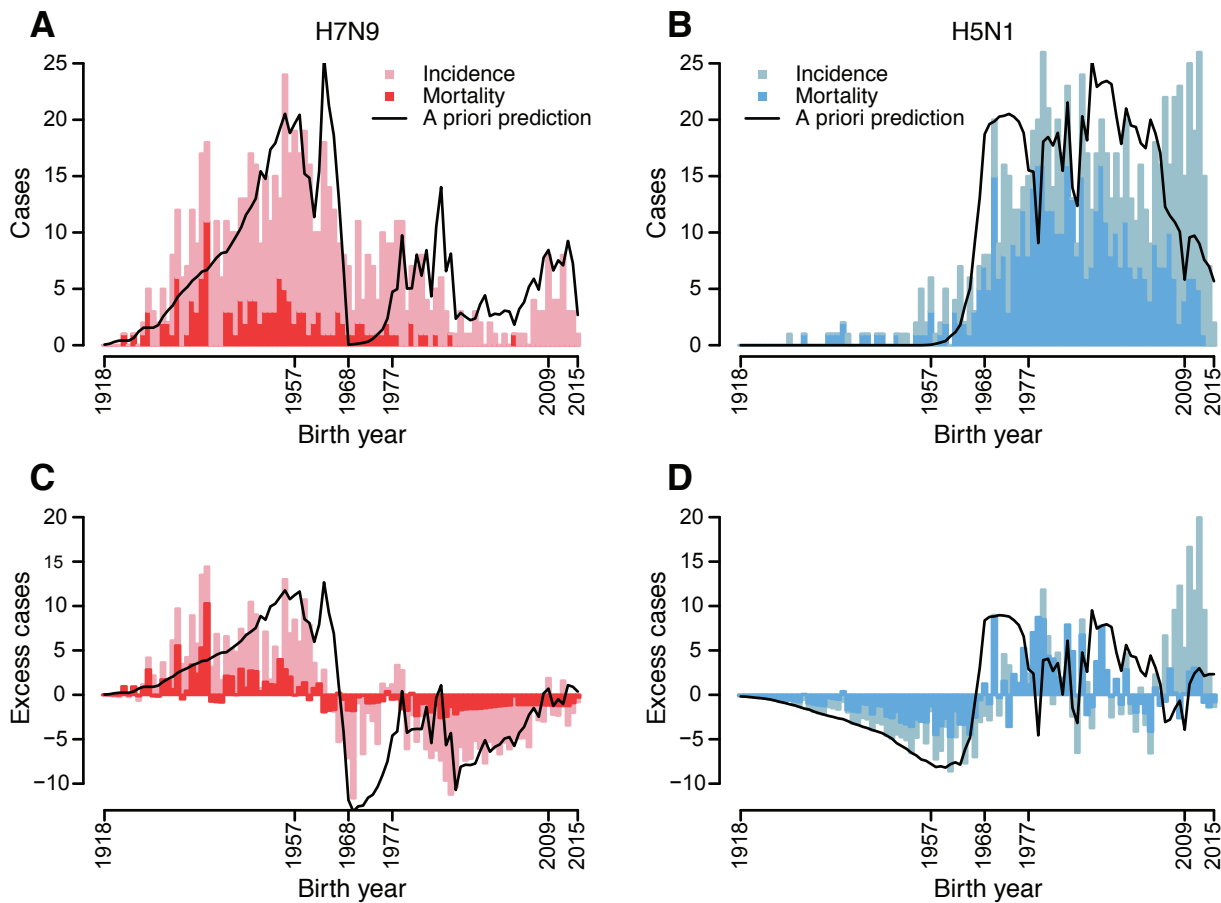 A
H7N9
Cases
25
20
15
10
5
0
Incidence
Mortality
A priori prediction
1918
1957
1968
1977
2009
2015
Birth year
B
H5N1
Cases
25
20
15
10
5
0
Incidence
Mortality
A priori prediction
1918
1957
1968
1977
2009
2015
Birth year
C
Excess cases
20
15
10
5
0
−5
−10
1918
1957
1968
1977
2009
2015
Birth year
D
Excess cases
20
15
10
5
0
−5
−10
1918
1957
1968
1977
2009
2015
Birth year